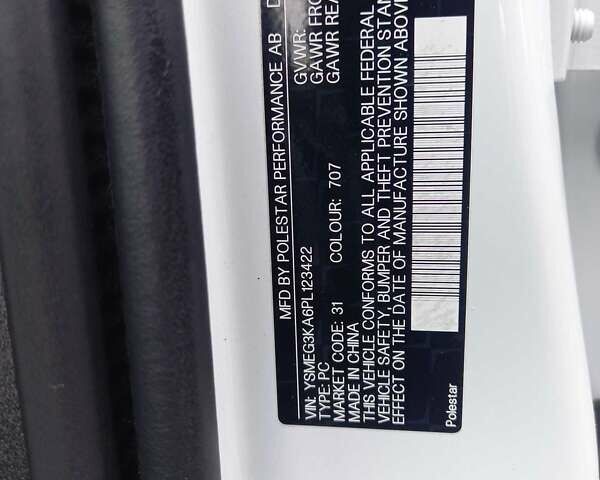 MFD BY POLESTAR PERFORMANCE AB D
GVWR:
GAWR FRO
GAWR REA
VIN: YSMEG3KA6PL123422
TYPE: PC
MARKET CODE: 31 COLOUR: 707
MADE IN CHINA
THIS VEHICLE CONFORMS TO ALL APPLICABLE FEDERAL
VEHICLE SAFETY, BUMPER AND THEFT PREVENTION STAN
EFFECT ON THE DATE OF MANUFACTURE SHOWN ABOVE
Polestar